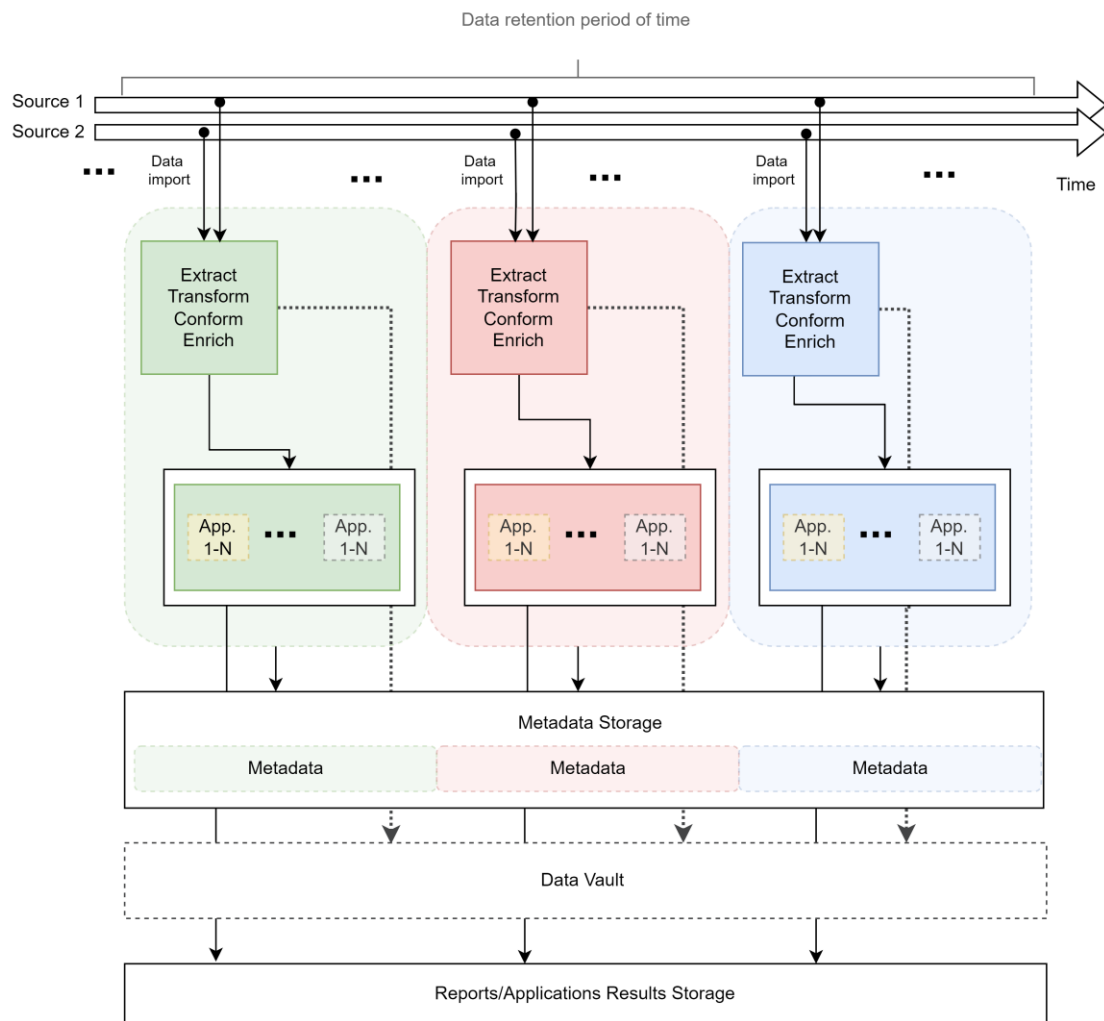 Data retention period of time
Source 1
Source 2
Data
import
Data
import
Data
import
Time
Extract
Transform
Conform
Enrich
Extract
Transform
Conform
Enrich
Extract
Transform
Conform
Enrich
App.
1-N
App.
1-N
App.
1-N
App.
1-N
App.
1-N
App.
1-N
Metadata Storage
Metadata
Metadata
Metadata
Data Vault
Reports/Applications Results Storage